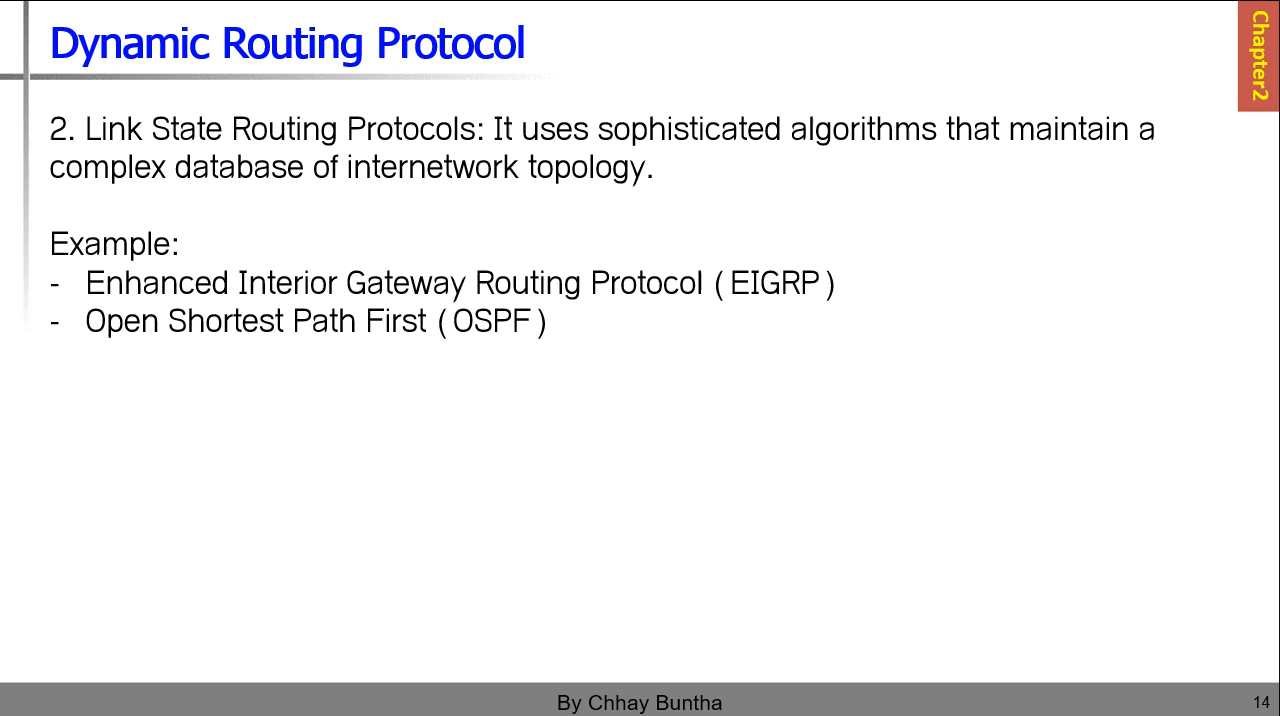 Dynamic Routing Protocol
Chapter2
2. Link State Routing Protocols: It uses sophisticated algorithms that maintain a
complex database of internetwork topology.
Example:
- Enhanced Interior Gateway Routing Protocol ( EIGRP )
- Open Shortest Path First ( OSPF )
By Chhay Buntha
14